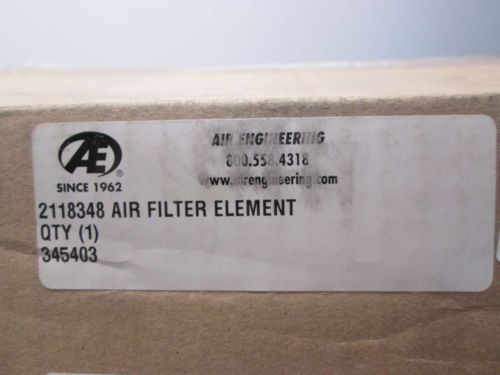 AE®
SINCE 1962
AIR ENGINEERING
800.558.4318
www.airengineering.com
2118348 AIR FILTER ELEMENT
QTY (1)
345403